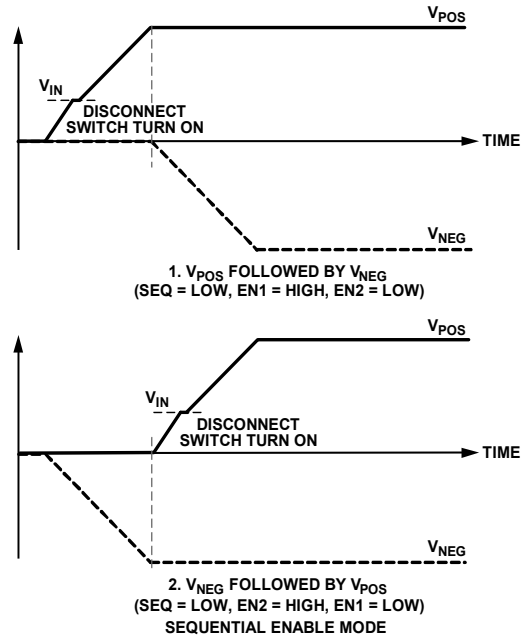 VPOS
VIN
DISCONNECT
SWITCH TURN ON
TIME
VNEG
1. VPOS FOLLOWED BY VNEG
(SEQ = LOW, EN1 = HIGH, EN2 = LOW)
VPOS
VIN
DISCONNECT
SWITCH TURN ON
TIME
VNEG
2. VNEG FOLLOWED BY VPOS
(SEQ = LOW, EN2 = HIGH, EN1 = LOW)
SEQUENTIAL ENABLE MODE